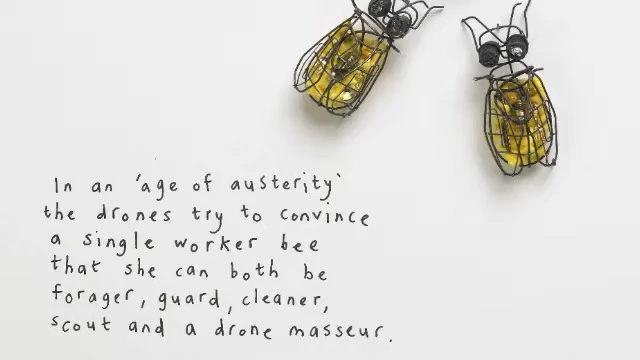 In an 'age of austerity'
the drones try to convince
a single worker bee
that she can both be
forager, guard, cleaner,
scout and a drone masseur.